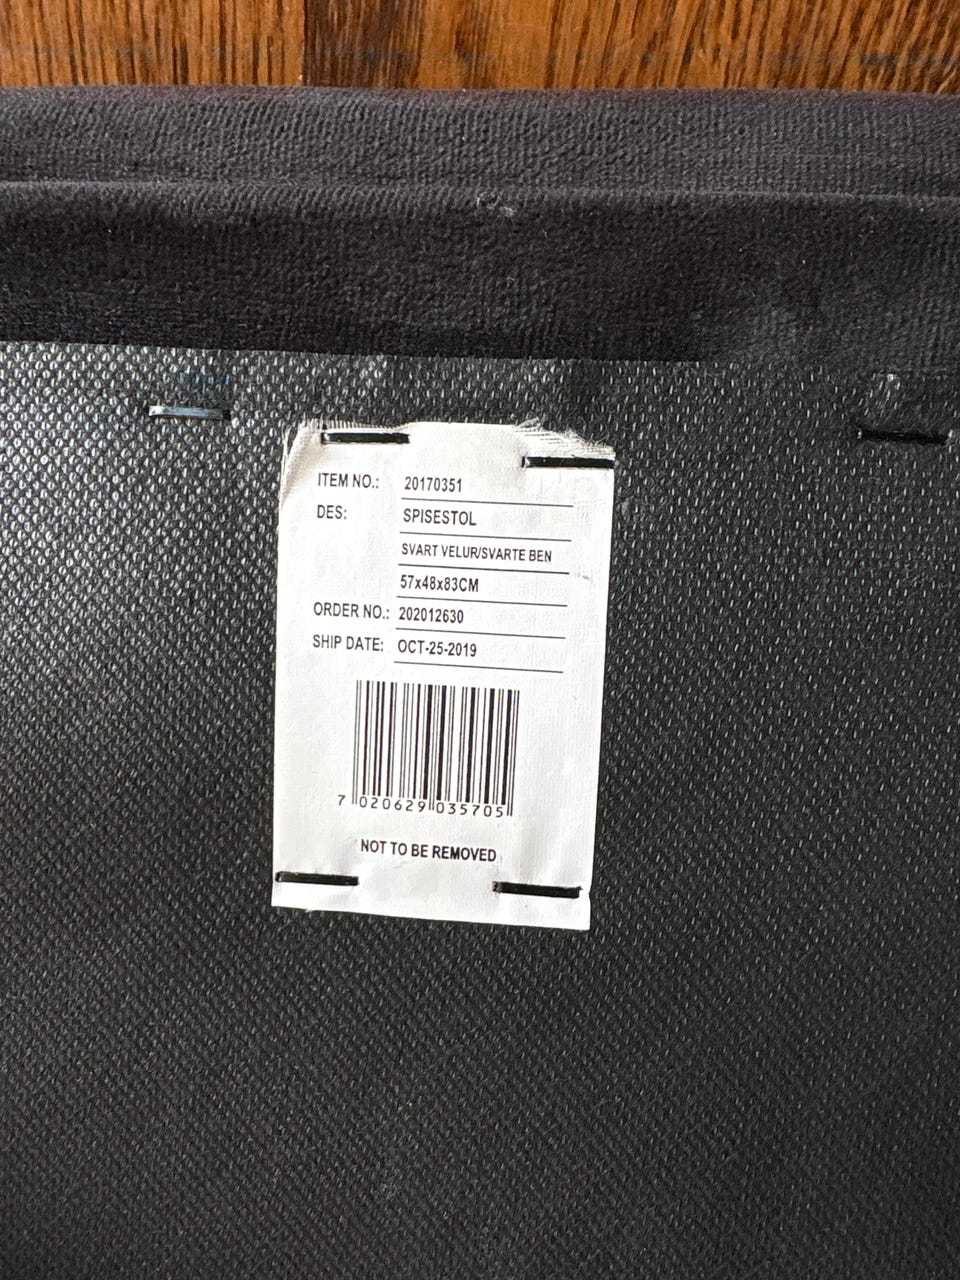 ITEM NO.: 20170351
DES: SPISESTOL
SVART VELUR/SVARTE BEN
57x48x83CM
ORDER NO.: 202012630
SHIP DATE: OCT-25-2019
7 020629 035705
NOT TO BE REMOVED